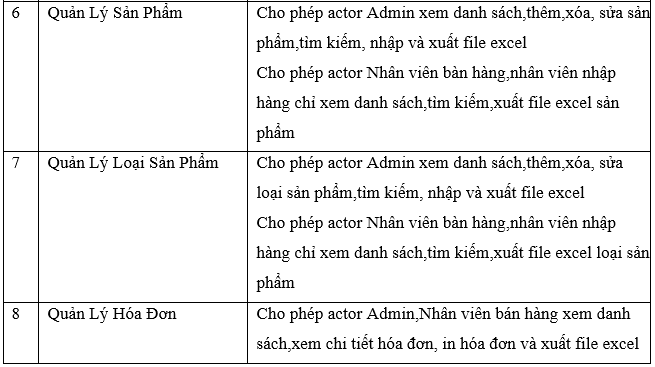 6 Quản Lý Sản Phẩm Cho phép actor Admin xem danh sách,thêm,xóa, sửa sản
phẩm,tìm kiếm, nhập và xuất file excel
Cho phép actor Nhân viên bàn hàng,nhân viên nhập
hàng chỉ xem danh sách,tìm kiếm,xuất file excel sản
phẩm
7 Quản Lý Loại Sản Phẩm Cho phép actor Admin xem danh sách,thêm,xóa, sửa
loại sản phẩm,tìm kiếm, nhập và xuất file excel
Cho phép actor Nhân viên bàn hàng,nhân viên nhập
hàng chỉ xem danh sách,tìm kiếm,xuất file excel loại sản
phẩm
8 Quản Lý Hóa Đơn Cho phép actor Admin,Nhân viên bán hàng xem danh
sách,xem chi tiết hóa đơn, in hóa đơn và xuất file excel